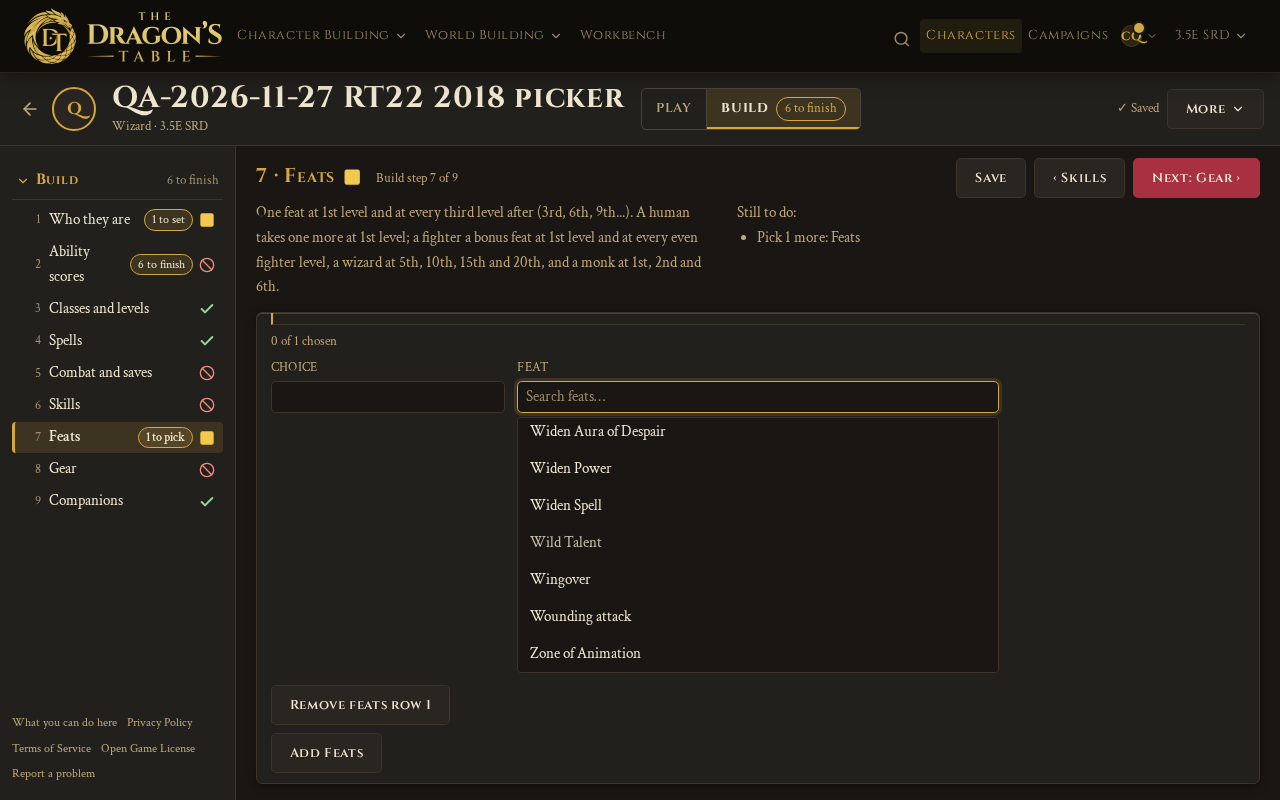 THE
DRAGON'S
TABLE
DT
CHARACTER BUILDING
WORLD BUILDING
WORKBENCH
CHARACTERS
CAMPAIGNS
CQ
3.5E SRD
Q
QA-2026-11-27 RT22 2018 PICKER
Wizard · 3.5E SRD
PLAY
BUILD 6 to finish
✓ Saved
MORE
BUILD 6 to finish
1 Who they are 1 to set
2 Ability scores 6 to finish
3 Classes and levels
4 Spells
5 Combat and saves
6 Skills
7 Feats 1 to pick
8 Gear
9 Companions
What you can do here Privacy Policy
Terms of Service Open Game License
Report a problem
7 · FEATS Build step 7 of 9
SAVE
‹ SKILLS
NEXT: GEAR ›
One feat at 1st level and at every third level after (3rd, 6th, 9th...). A human
takes one more at 1st level; a fighter a bonus feat at 1st level and at every even
fighter level, a wizard at 5th, 10th, 15th and 20th, and a monk at 1st, 2nd and
6th.
Still to do:
• Pick 1 more: Feats
0 of 1 chosen
CHOICE
FEAT
Search feats...
Widen Aura of Despair
Widen Power
Widen Spell
Wild Talent
Wingover
Wounding attack
Zone of Animation
REMOVE FEATS ROW 1
ADD FEATS